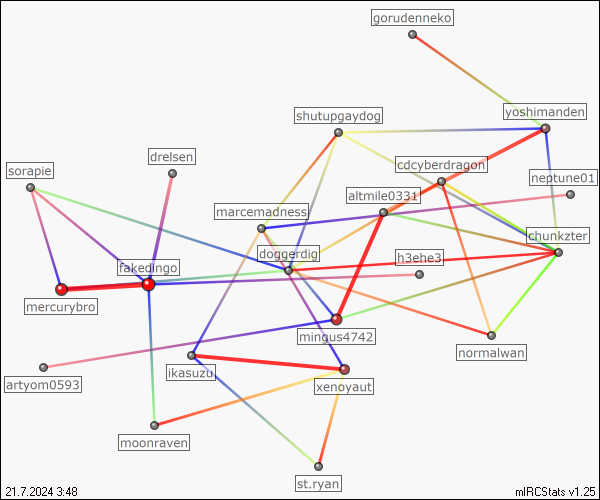 gorudenneko
yoshimanden
shutupgaydog
drelsen
cdcyberdragon
sorapie
neptune01
altmile0331
marcemadness
chunkzter
doggerdig
h3ehe3
fakedingo
mercurybro
mingus4742
normalwan
ikasuzu
artyom0593
xenoyaut
moonraven
st.ryan
21.7.2024 3:48
mIRCStats v1.25